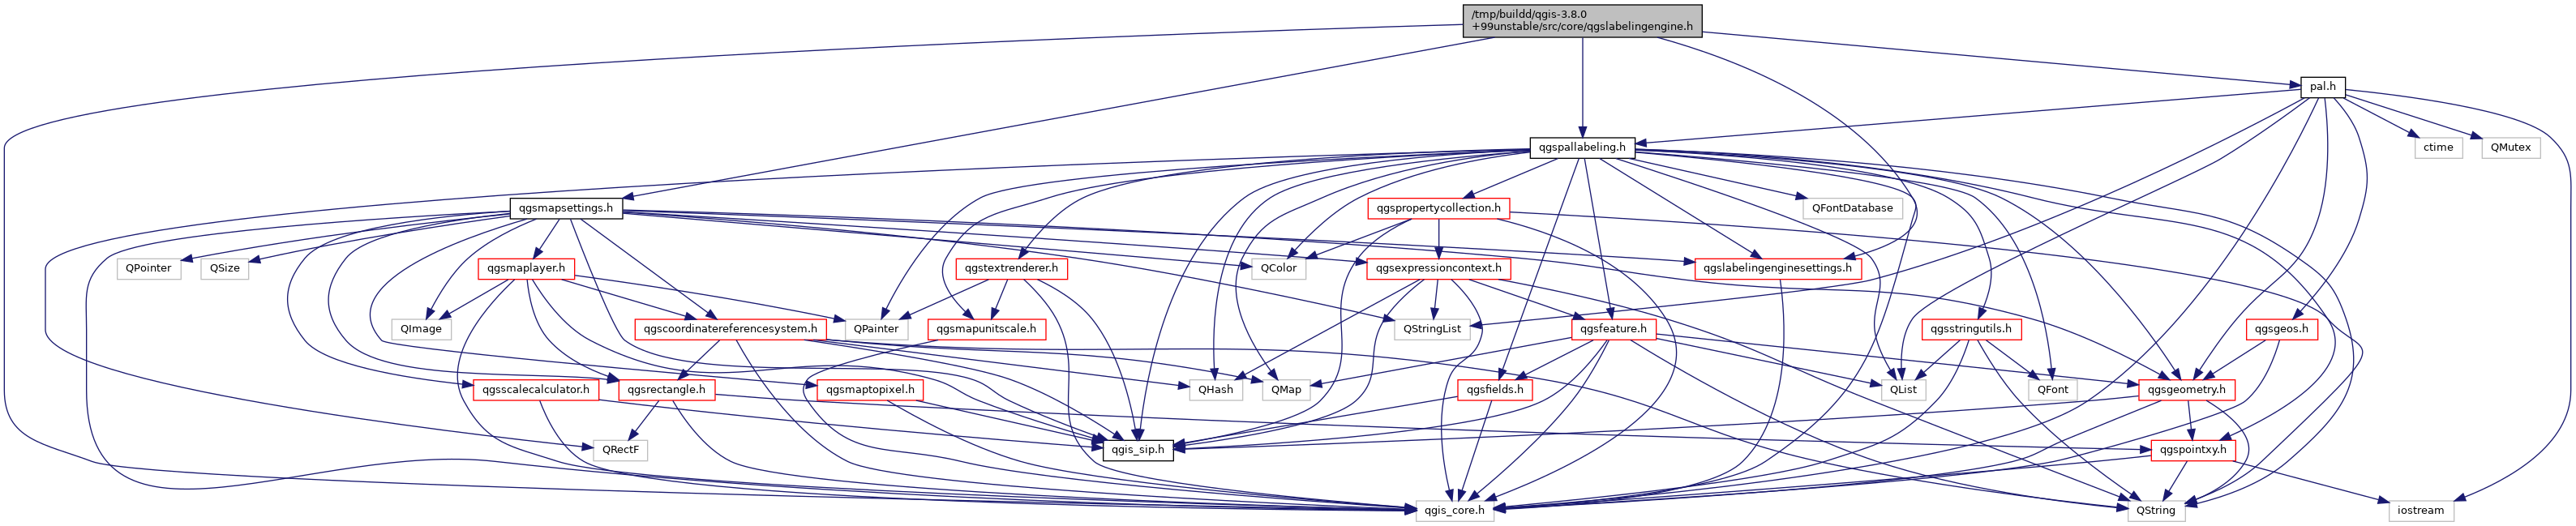 /tmp/buildd/qgis-3.8.0
+99unstable/src/core/qgslabelingengine.h
pal.h
qgspallabeling.h
ctime
QMutex
qgsmapsettings.h
qgspropertycollection.h
QFontDatabase
QPointer
QSize
qgsmaplayer.h
QColor
qgstextrenderer.h
qgsexpressioncontext.h
qgslabelingenginesettings.h
QImage
qgscoordinatereferencesystem.h
QPainter
qgsmapunitscale.h
QStringList
qgsfeature.h
qgsstringutils.h
qgsgeos.h
qgsscalecalculator.h
qgsrectangle.h
qgsmaptopixel.h
QHash
QMap
qgsfields.h
QList
QFont
qgsgeometry.h
QRectF
qgis_sip.h
qgspointxy.h
qgis_core.h
QString
iostream